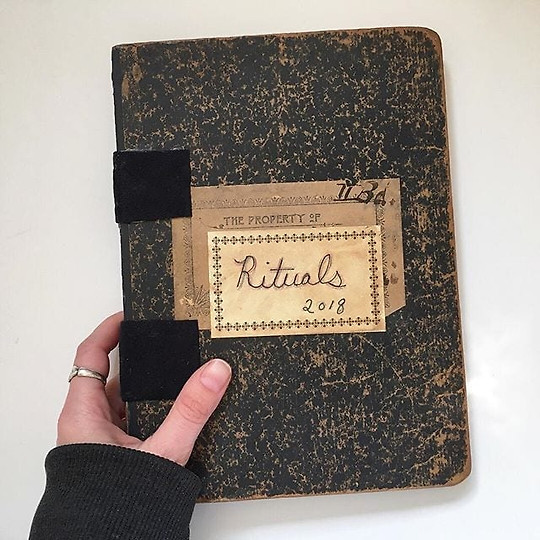 THE PROPERTY OF
Rituals
2018